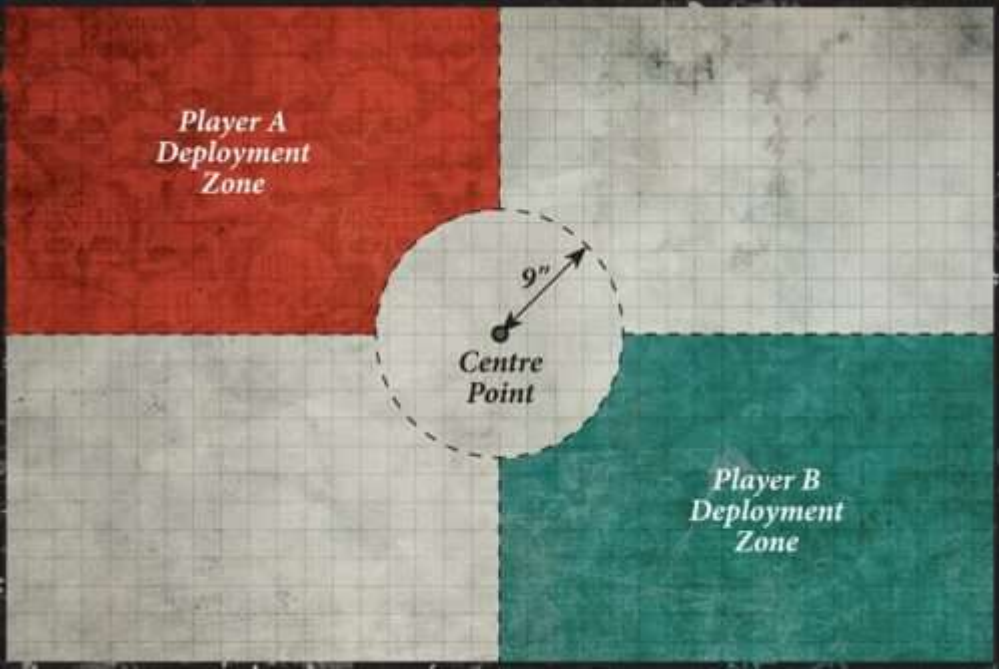 Player A
Deployment
Zone
9"
Centre
Point
Player B
Deployment
Zone